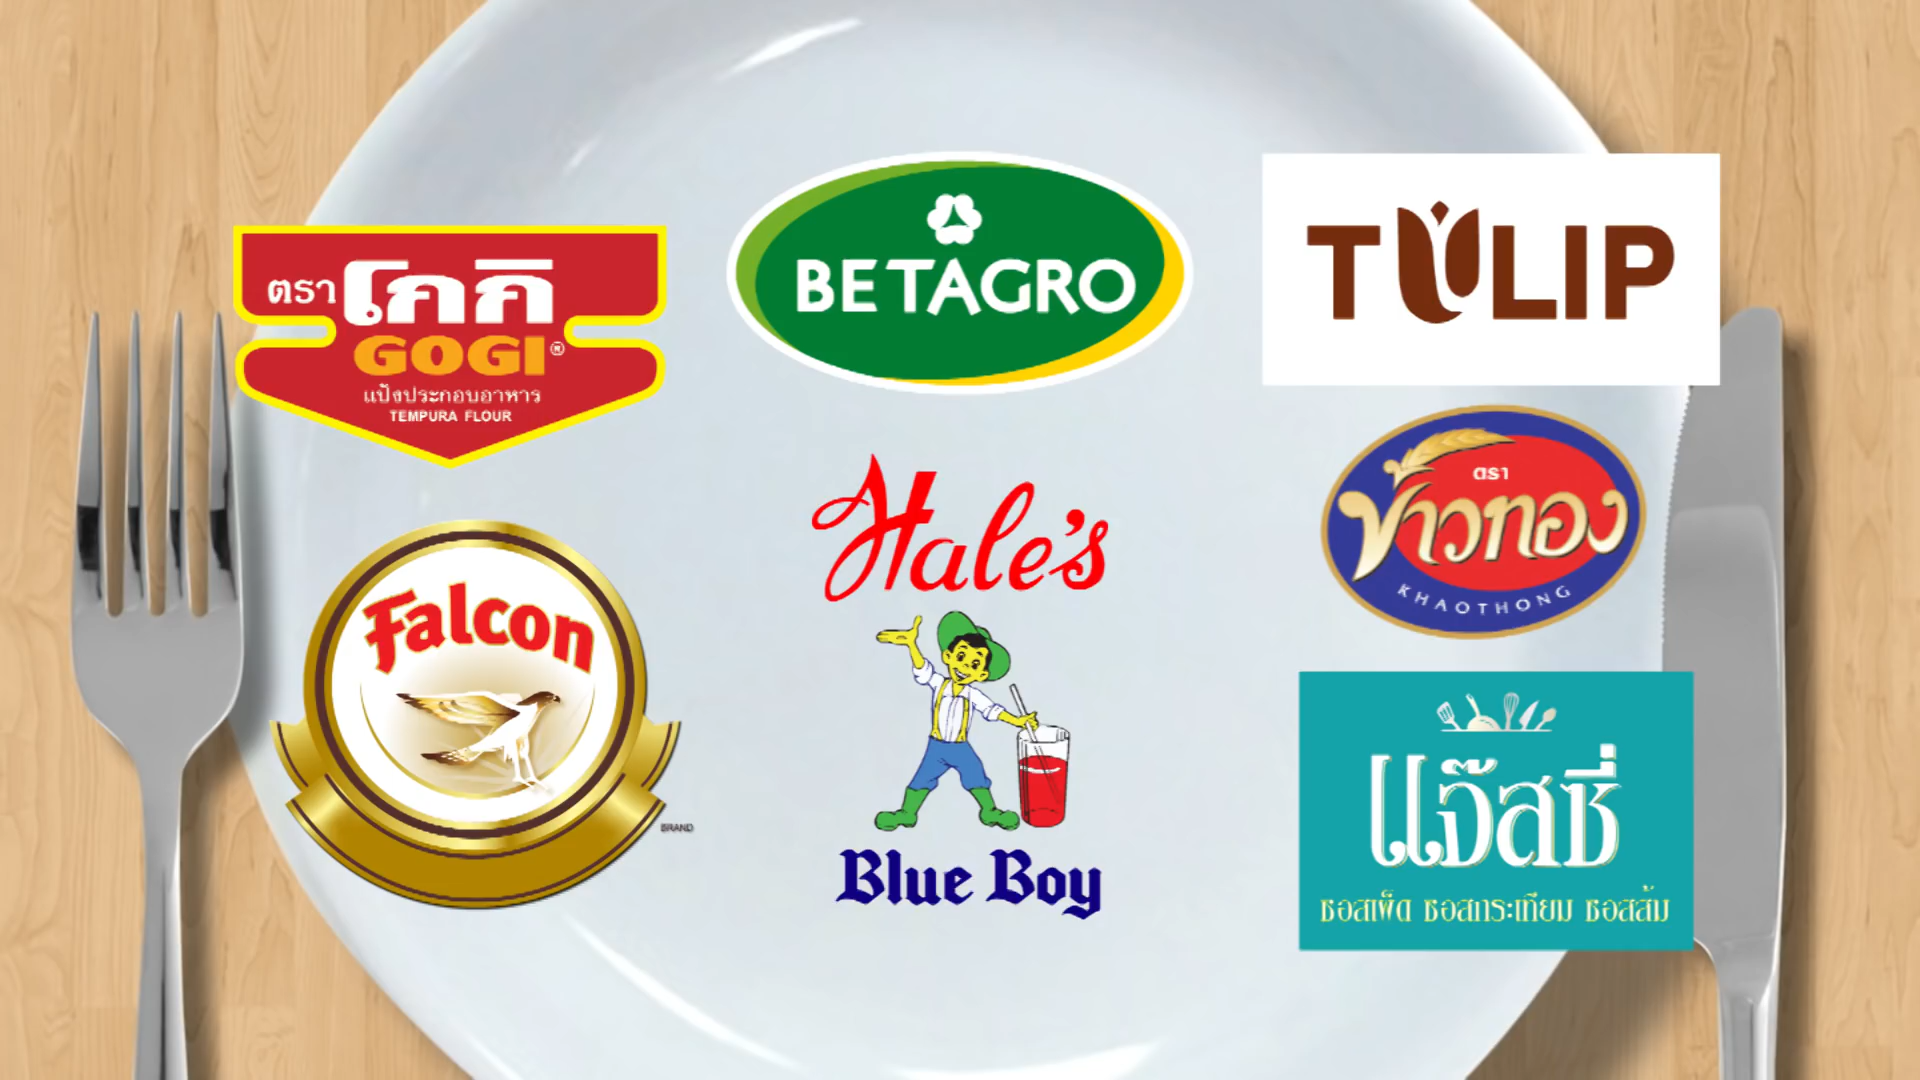 ตรา โกกิ
GOGI®
แป้งประกอบอาหาร
TEMPURA FLOUR
BETAGRO
TULIP
Falcon
BRAND
Hale's
Blue Boy
ตรา
ข้าวทอง
KHAOTHONG
แจ๊สซี่
ซอสเผ็ด ซอสกระเทียม ซอสส้ม